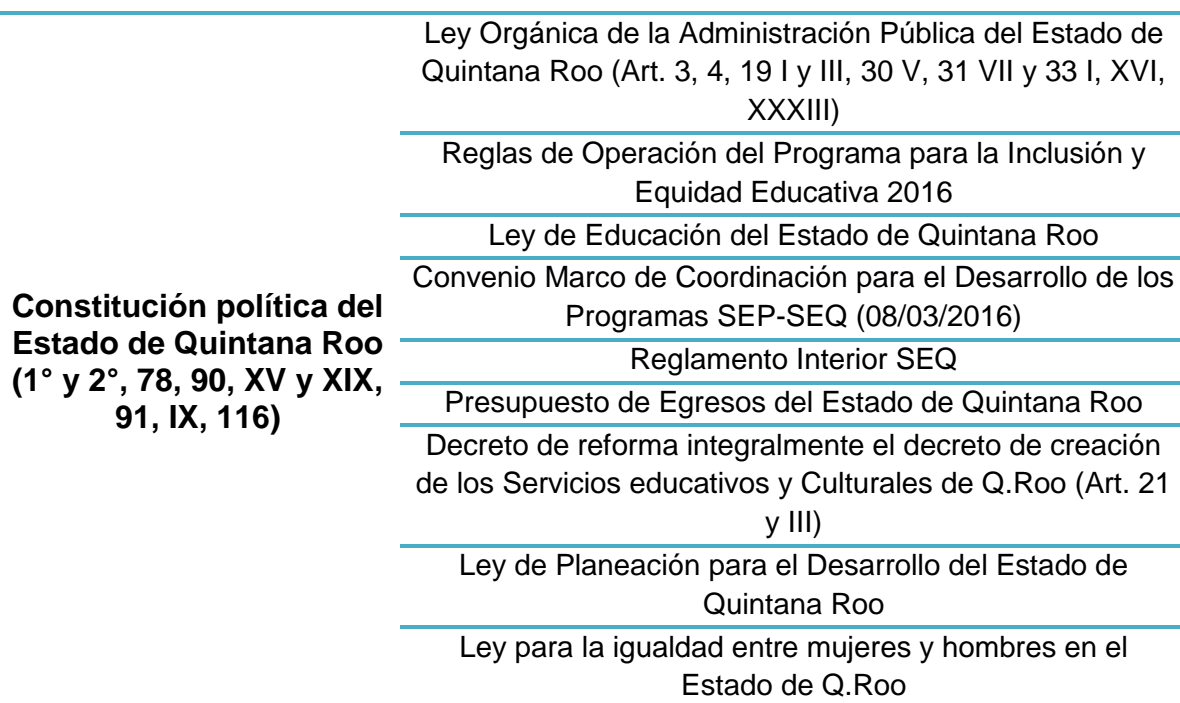 Constitución política del
Estado de Quintana Roo
(1° y 2°, 78, 90, XV y XIX,
91, IX, 116)
Ley Orgánica de la Administración Pública del Estado de
Quintana Roo (Art. 3, 4, 19 I y III, 30 V, 31 VII y 33 I, XVI,
XXXIII)
Reglas de Operación del Programa para la Inclusión y
Equidad Educativa 2016
Ley de Educación del Estado de Quintana Roo
Convenio Marco de Coordinación para el Desarrollo de los
Programas SEP-SEQ (08/03/2016)
Reglamento Interior SEQ
Presupuesto de Egresos del Estado de Quintana Roo
Decreto de reforma integralmente el decreto de creación
de los Servicios educativos y Culturales de Q.Roo (Art. 21
y III)
Ley de Planeación para el Desarrollo del Estado de
Quintana Roo
Ley para la igualdad entre mujeres y hombres en el
Estado de Q.Roo